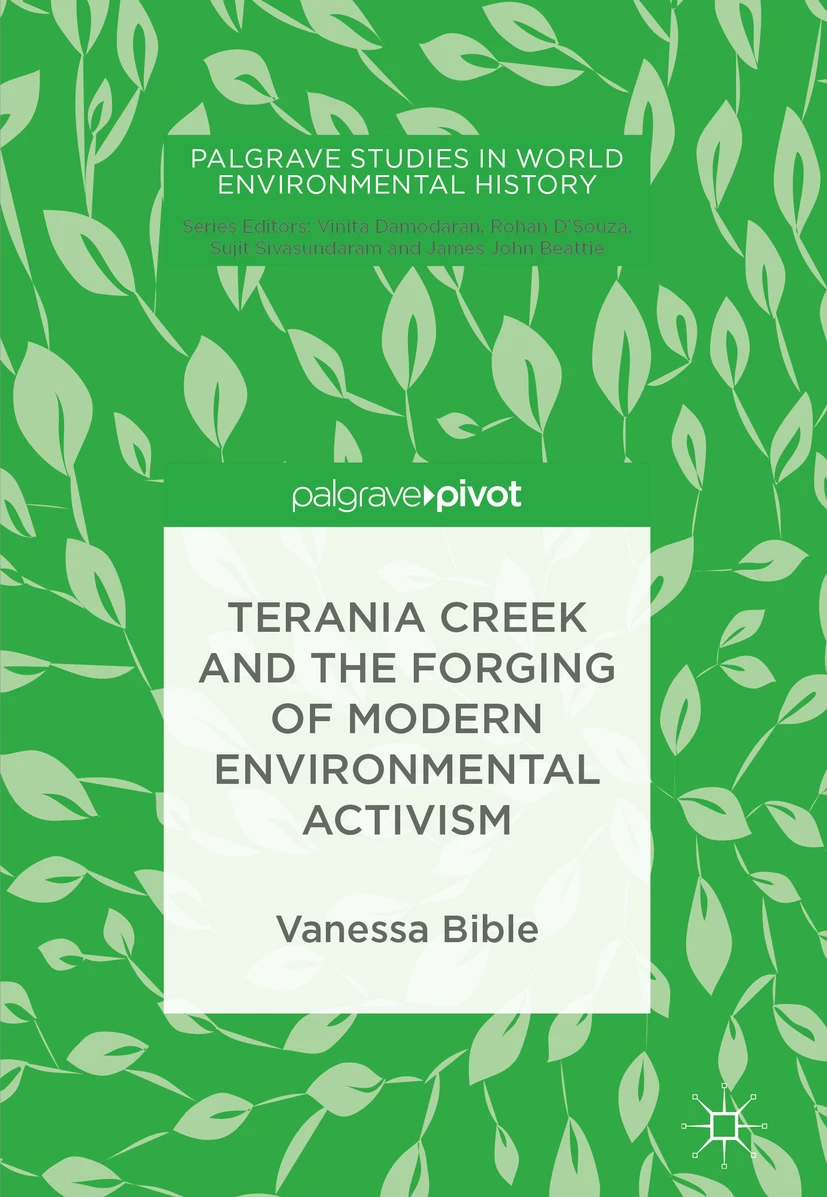 PALGRAVE STUDIES IN WORLD
ENVIRONMENTAL HISTORY
Series Editors: Vinita Damodaran, Rohan D'Souza,
Sujit Sivasundaram and James John Beattie
palgrave▸pivot
TERANIA CREEK
AND THE FORGING
OF MODERN
ENVIRONMENTAL
ACTIVISM
Vanessa Bible